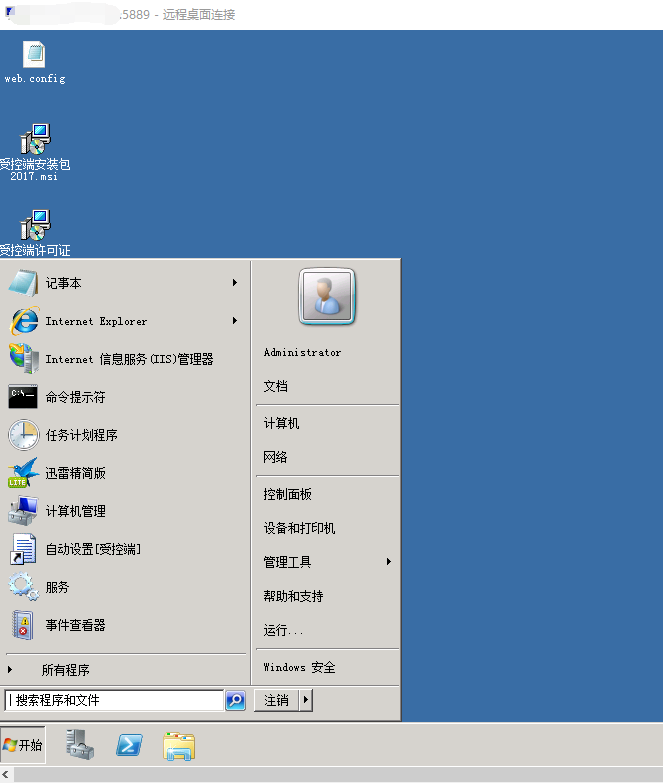 .5889 - 远程桌面连接
web.config
受控端安装包
2017.msi
受控端许可证
记事本
Internet Explorer
Internet 信息服务(IIS)管理器
C:\_
命令提示符
任务计划程序
LITE
迅雷精简版
计算机管理
自动设置[受控端]
服务
事件查看器
所有程序
搜索程序和文件
Administrator
文档
计算机
网络
控制面板
设备和打印机
管理工具
帮助和支持
运行...
Windows 安全
注销
开始